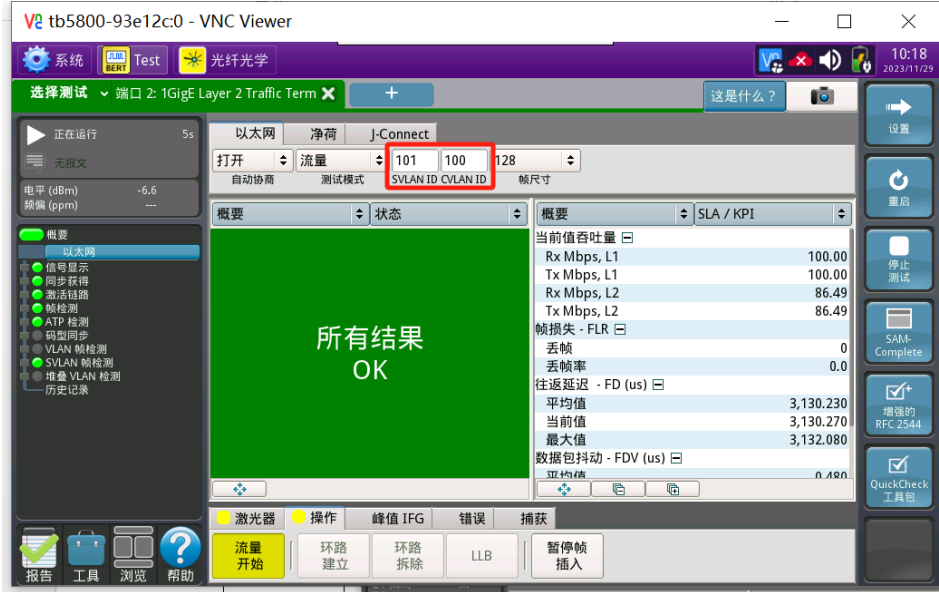 tb5800-93e12c:0 - VNC Viewer
系统
Test
光纤光学
10:18
2023/11/29
选择测试 端口 2: 1GigE Layer 2 Traffic Term
+
这是什么？
正在运行 5s
无报文
电平 (dBm) -6.6
频偏 (ppm) ---
概要
以太网
信号显示
同步获得
激活链路
帧检测
ATP 检测
码型同步
VLAN 帧检测
SVLAN 帧检测
堆叠 VLAN 检测
历史记录
报告
工具
浏览
帮助
以太网
净荷
J-Connect
打开
流量
101
100
128
自动协商
测试模式
SVLAN ID
CVLAN ID
帧尺寸
概要
状态
所有结果
OK
概要
SLA / KPI
当前值吞吐量
Rx Mbps, L1 100.00
Tx Mbps, L1 100.00
Rx Mbps, L2 86.49
Tx Mbps, L2 86.49
帧损失 - FLR
丢帧 0
丢帧率 0.0
往返延迟 - FD (us)
平均值 3,130.230
当前值 3,130.270
最大值 3,132.080
数据包抖动 - FDV (us)
平均值 0.480
激光器
操作
峰值 IFG
错误
捕获
流量
开始
环路
建立
环路
拆除
LLB
暂停帧
插入
设置
重启
停止
测试
SAM-
Complete
增强的
RFC 2544
QuickCheck
工具包